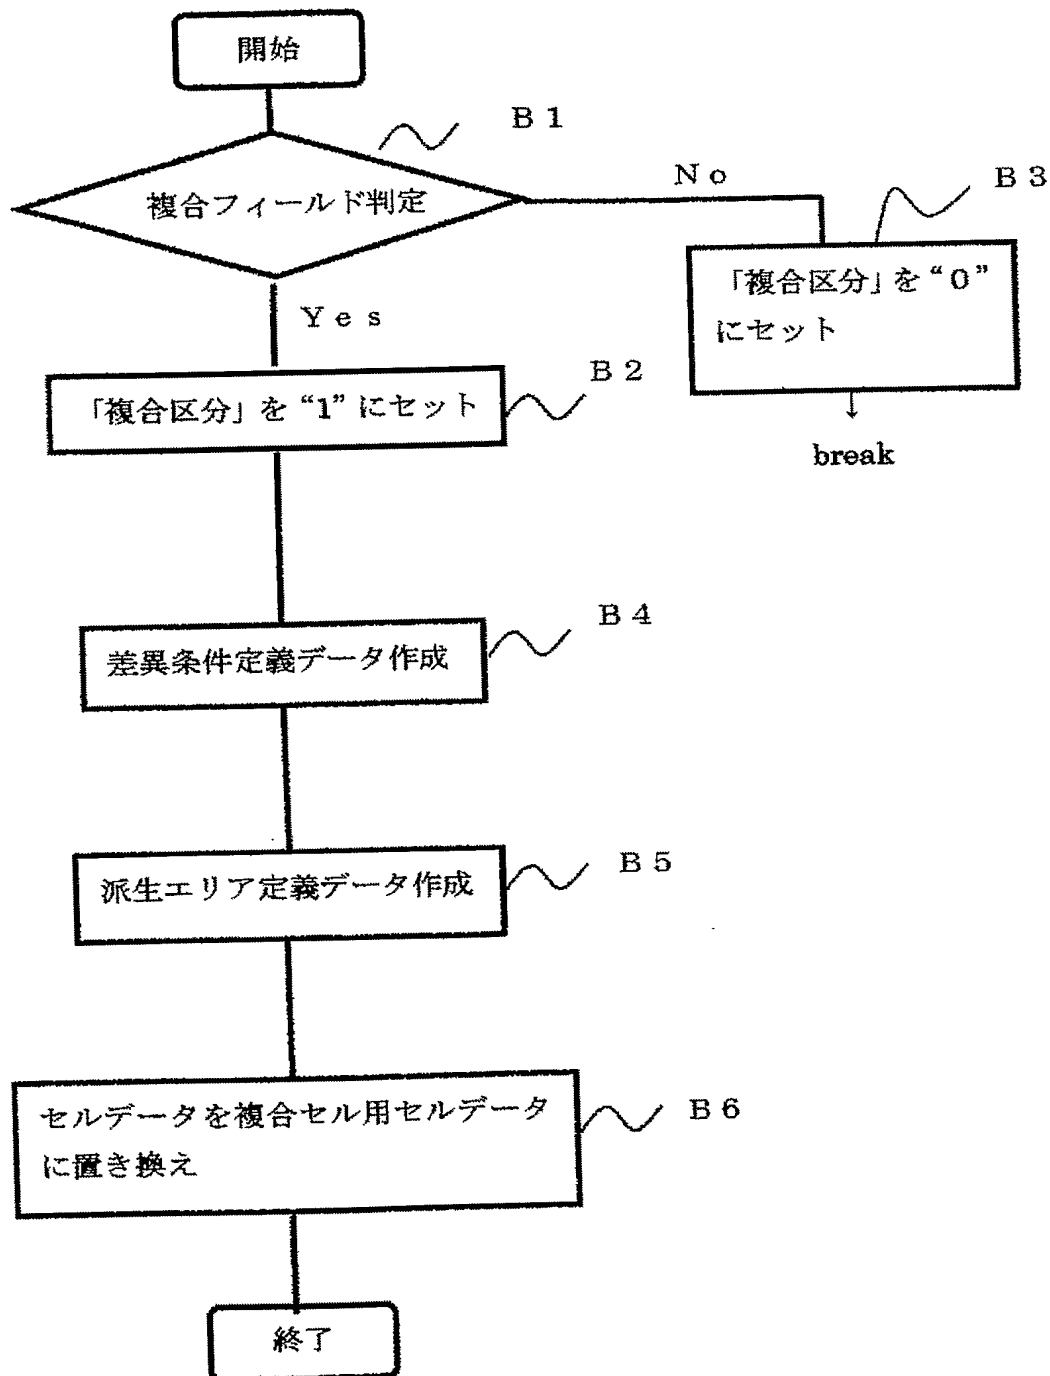 開始
B1
複合フィールド判定
No
B3
「複合区分」を“0”
にセット
break
Yes
B2
「複合区分」を“1”にセット
B4
差異条件定義データ作成
B5
派生エリア定義データ作成
B6
セルデータを複合セル用セルデータ
に置き換え
終了